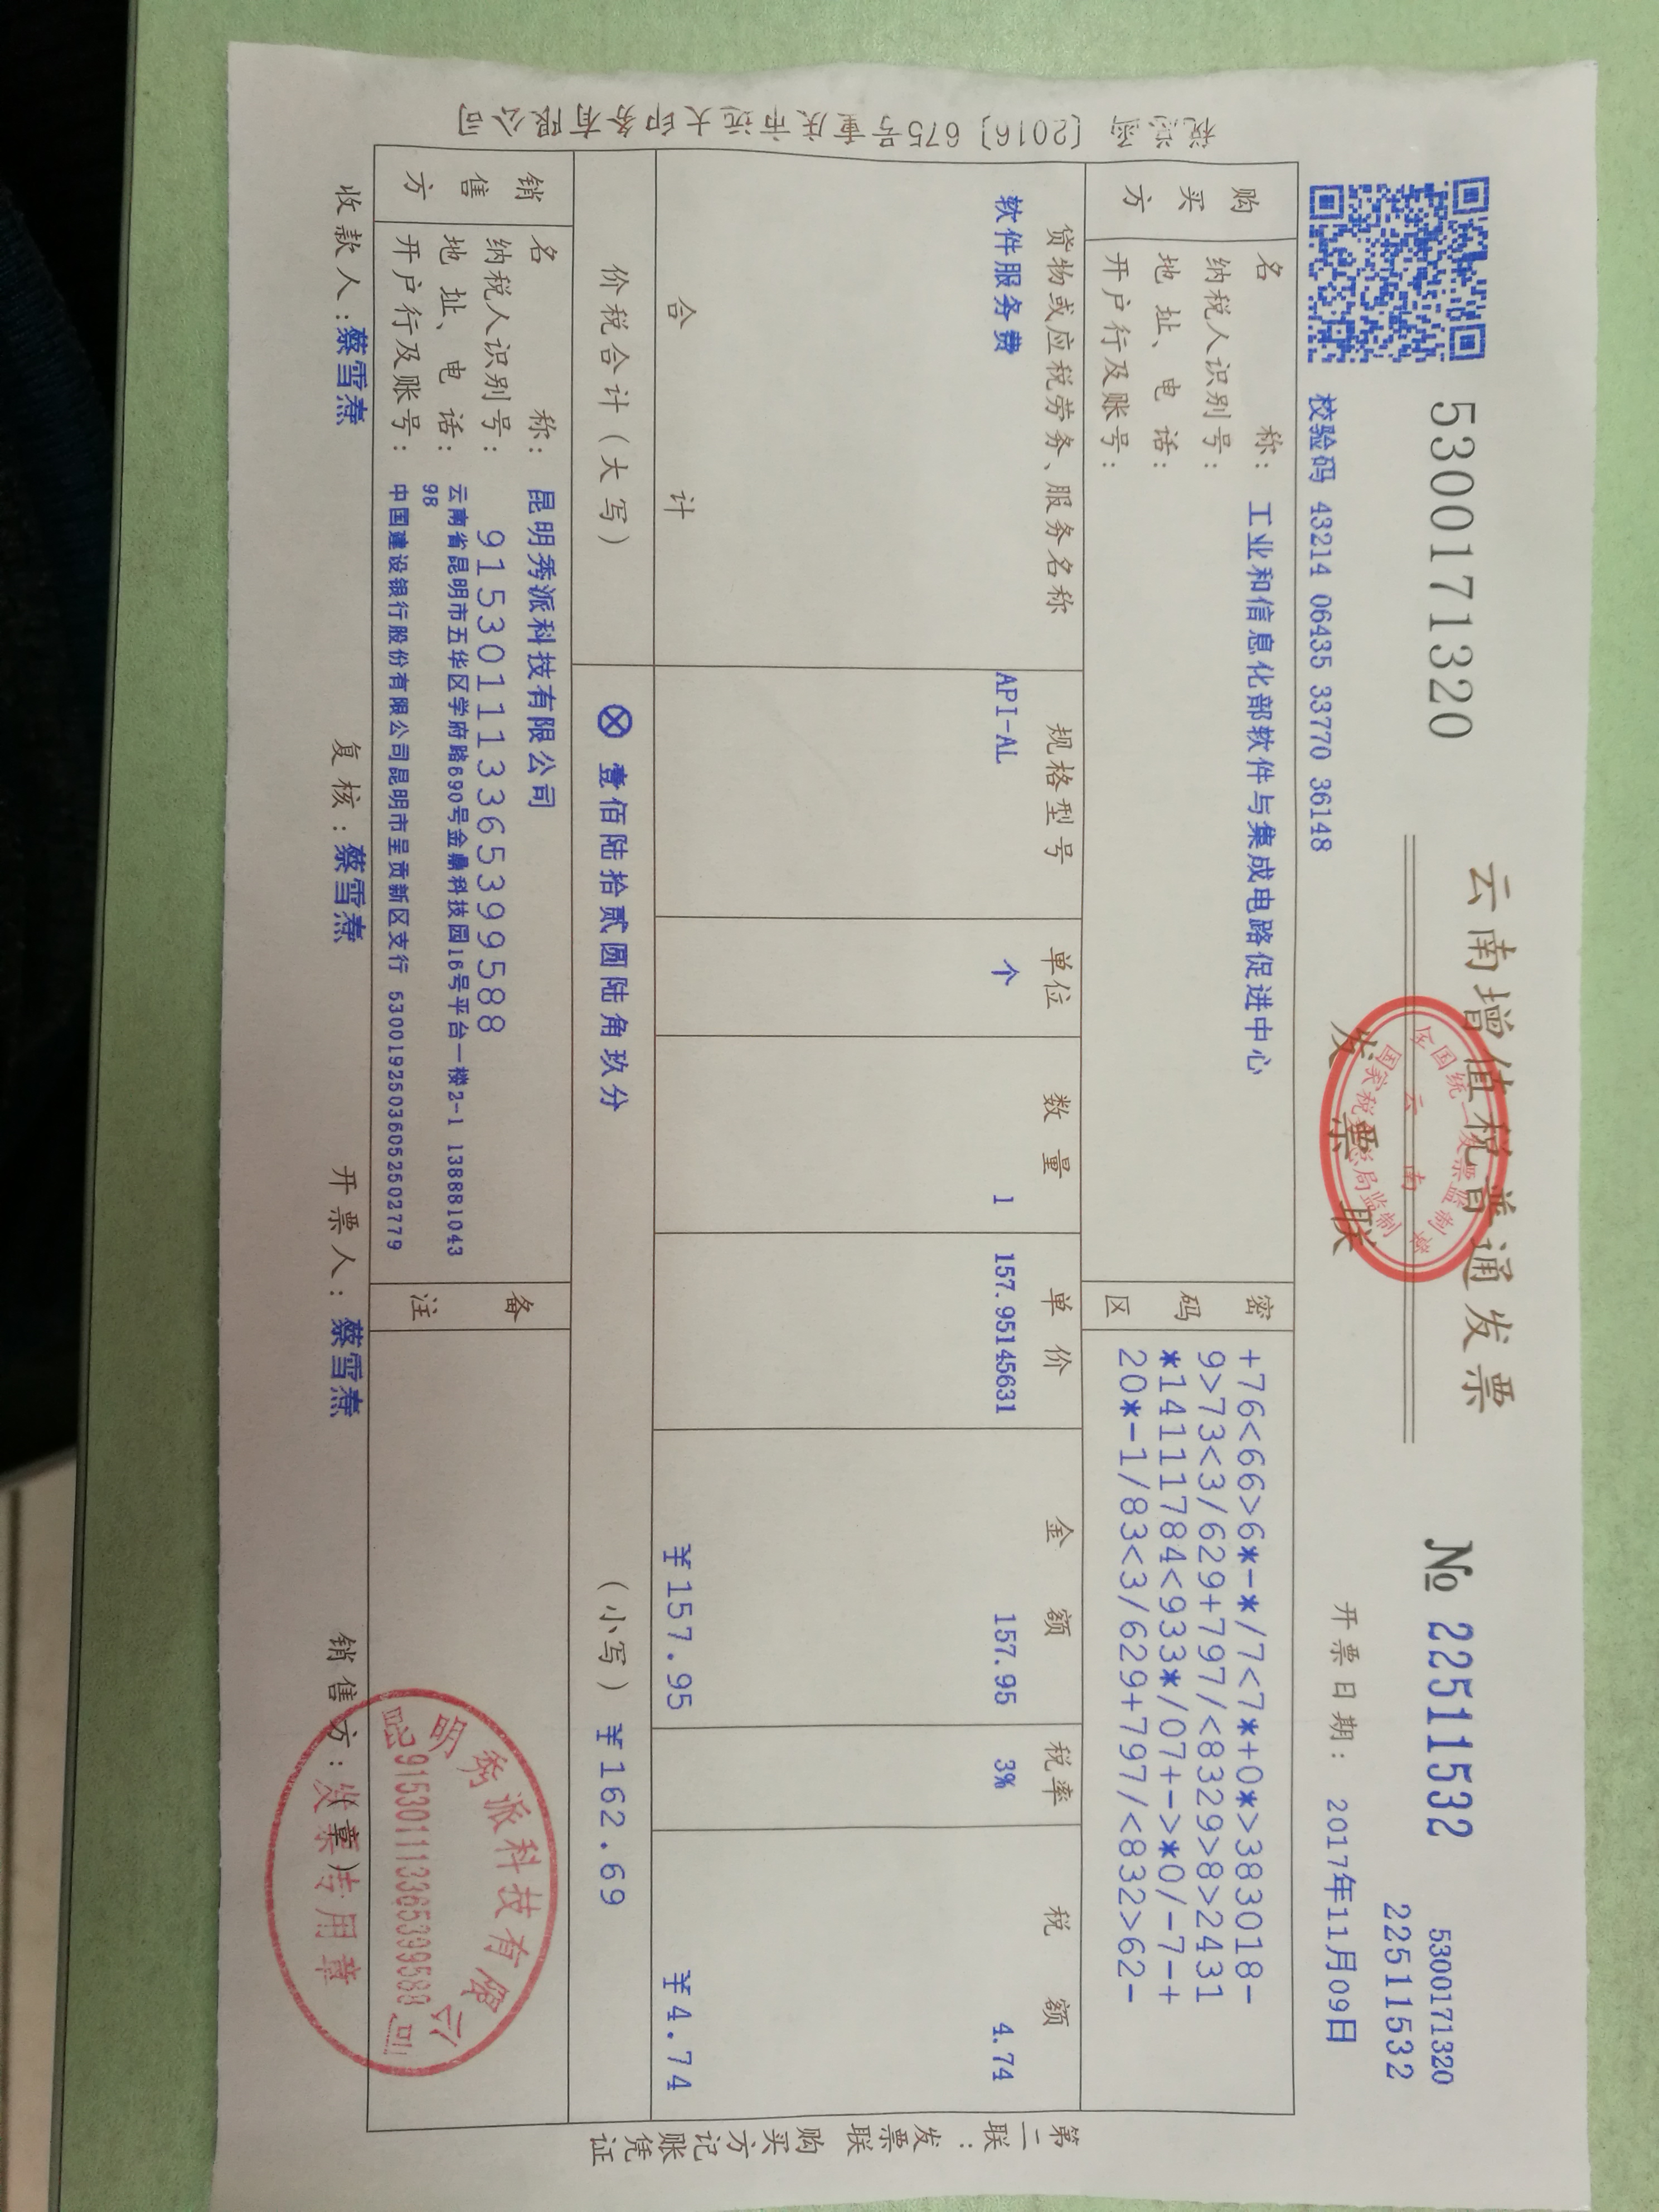 云南增值税普通发票
5300171320
№ 22511532
5300171320
22511532
全国统一发票监制章
云 南
国家税务总局监制
发 票 联
开票日期: 2017年11月09日
校验码 43214 06435 33770 36148
购买方
名 称: 工业和信息化部软件与集成电路促进中心
纳税人识别号:
地 址、电 话:
开户行及账号:
密码区
+76<66>6*-*/7<7*+0*>383018-
9>73<3/629+797/<8329>8>2431
*14111784<933*/07+->*0/-7-+
20*-1/83<3/629+797/<832>62-
货物或应税劳务、服务名称 规格型号 单位 数 量 单 价 金 额 税率 税 额
软件服务费 API-AL 个 1 157.95145631 157.95 3% 4.74
合 计 ¥157.95 ¥4.74
价税合计(大写) ⊗ 壹佰陆拾贰圆陆角玖分 (小写) ¥162.69
销售方
名 称: 昆明秀派科技有限公司
纳税人识别号: 915301113365399588
地 址、电 话: 云南省昆明市五华区学府路690号金鼎科技园16号平台一楼2-1 138881043
98
开户行及账号: 中国建设银行股份有限公司昆明市呈贡新区支行 53001925036052502779
备注
昆明秀派科技有限公司
915301113365399588
发票专用章
收款人:蔡雪焘 复核:蔡雪焘 开票人:蔡雪焘 销售方:(章)
税总函〔2016〕675号重庆市远大印务有限公司
第二联:发票联 购买方记账凭证